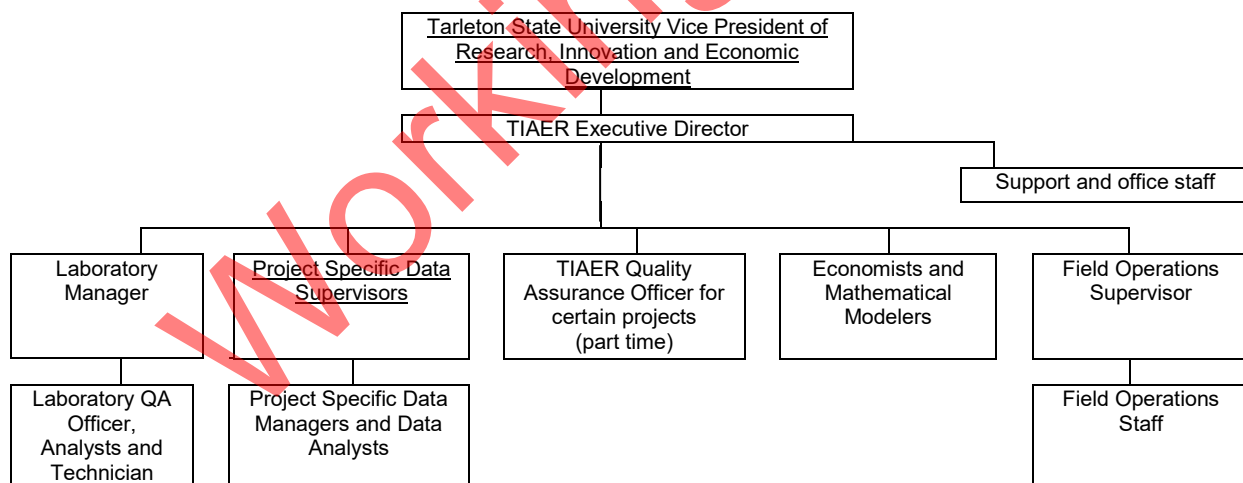 Tarleton State University Vice President of
Research, Innovation and Economic
Development
TIAER Executive Director
Support and office staff
Laboratory
Manager
Project Specific Data
Supervisors
TIAER Quality
Assurance Officer for
certain projects
(part time)
Economists and
Mathematical
Modelers
Field Operations
Supervisor
Laboratory QA
Officer,
Analysts and
Technician
Project Specific Data
Managers and Data
Analysts
Field Operations
Staff
Working